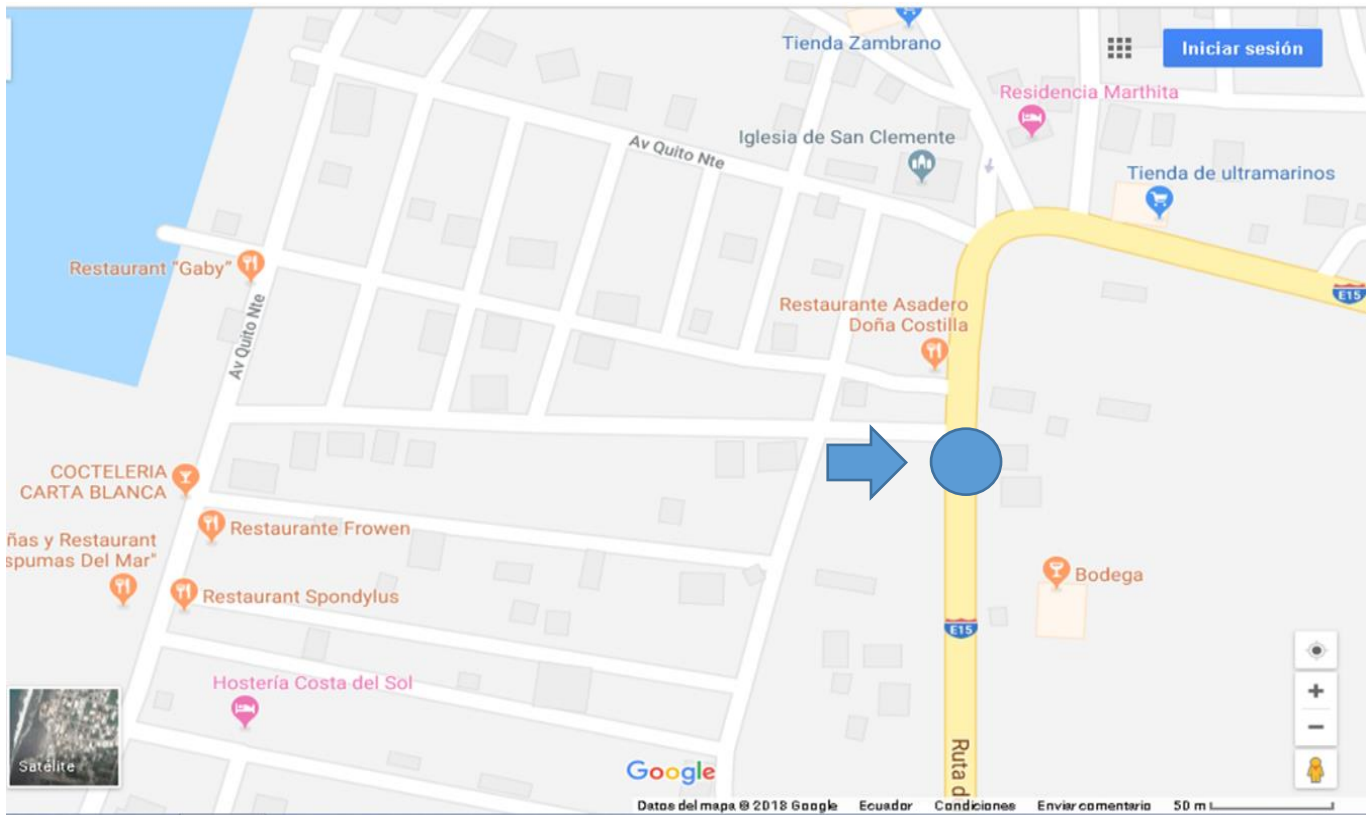 Tienda Zambrano
Iniciar sesión
Residencia Marthita
Av Quito Nte
Iglesia de San Clemente
Tienda de ultramarinos
Restaurant "Gaby"
E15
Restaurante Asadero
Doña Costilla
Av Quito Nte
COCTELERIA
CARTA BLANCA
Restaurante Frowen
ñas y Restaurant
spumas Del Mar"
Bodega
Restaurant Spondylus
E15
Hostería Costa del Sol
Ruta d
Satélite
Google
Datos del mapa © 2018 Google Ecuador Condiciones Enviar comentario 50 m